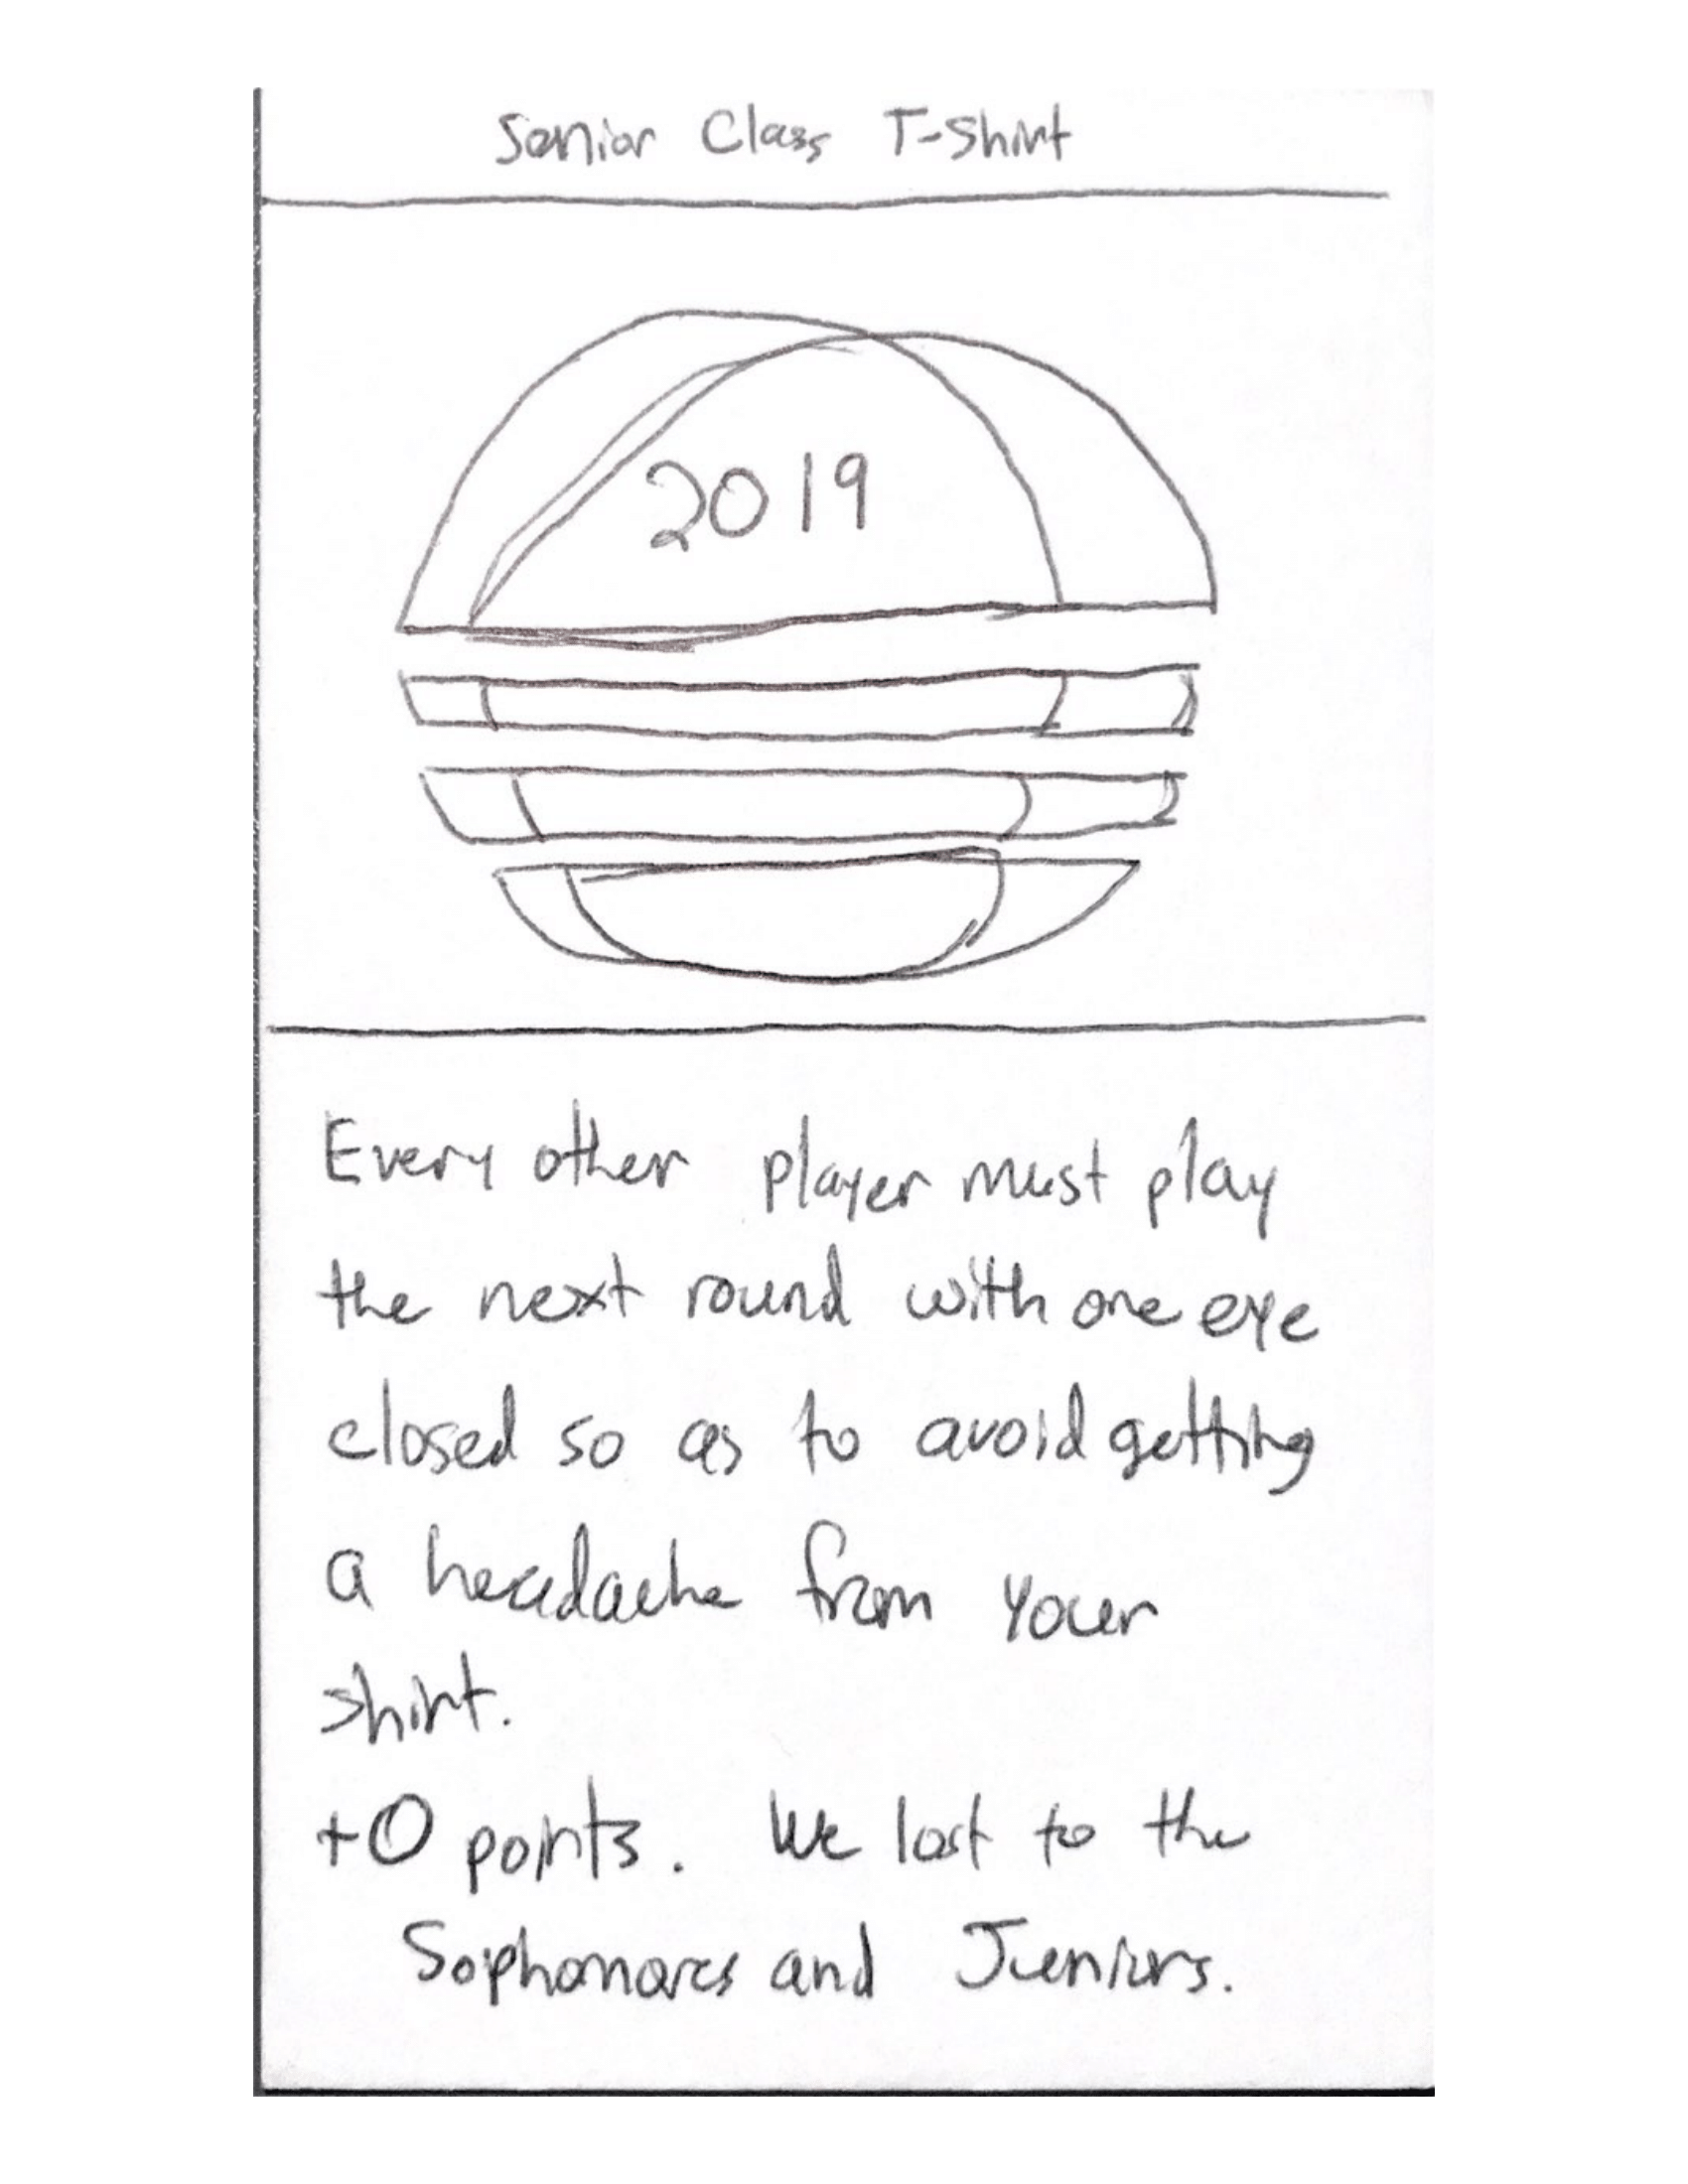 Senior Class T-Shirt
2019
Every other player must play
the next round with one eye
closed so as to avoid getting
a headache from your
shirt.
+0 points. We lost to the
Sophomores and Juniors.